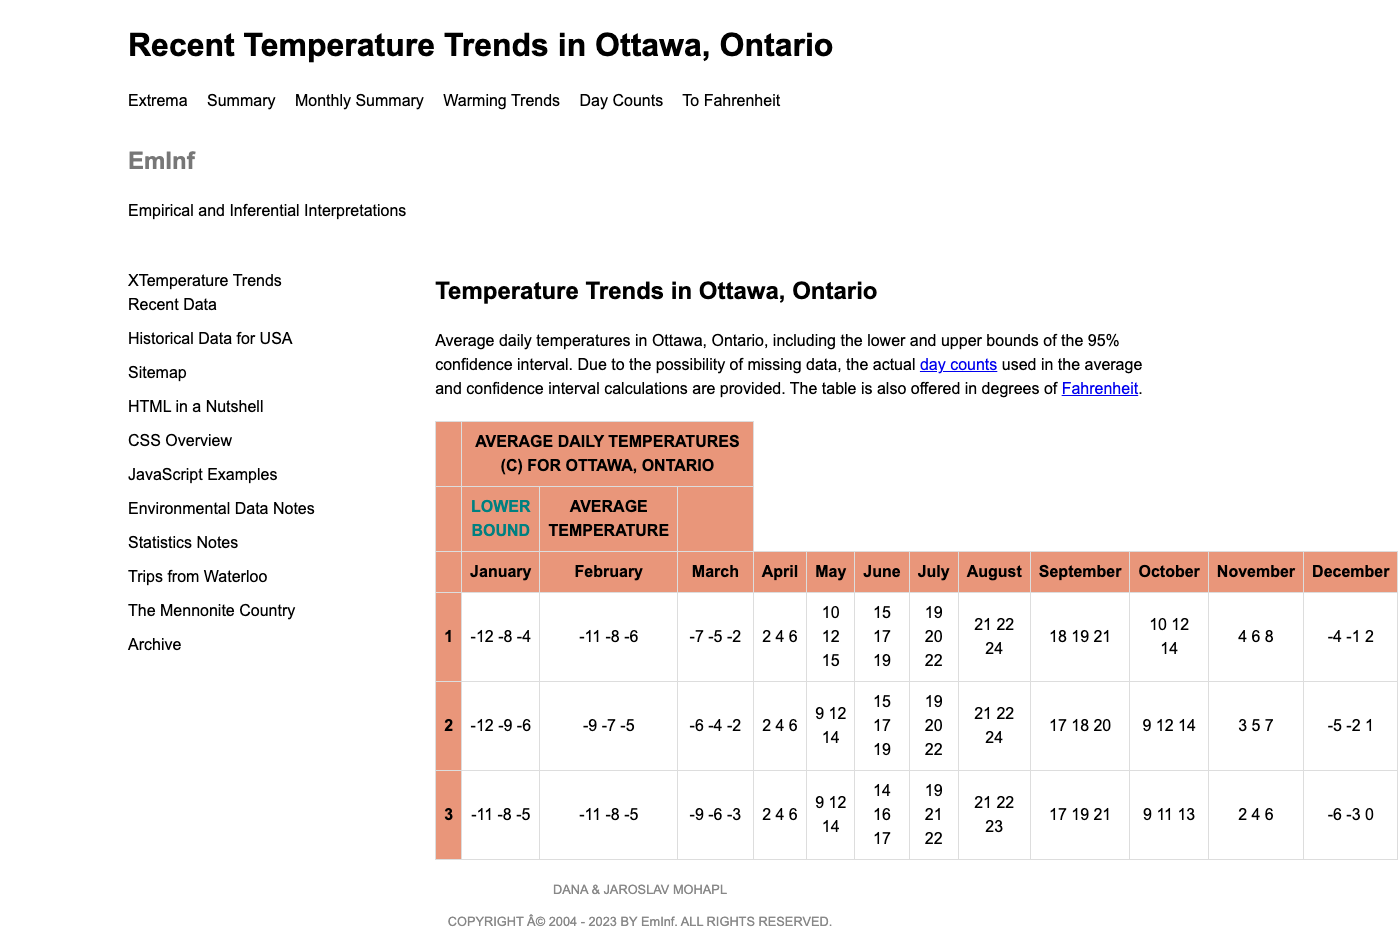 Recent Temperature Trends in Ottawa, Ontario
Extrema Summary Monthly Summary Warming Trends Day Counts To Fahrenheit
EmInf
Empirical and Inferential Interpretations
XTemperature Trends
Recent Data
Historical Data for USA
Sitemap
HTML in a Nutshell
CSS Overview
JavaScript Examples
Environmental Data Notes
Statistics Notes
Trips from Waterloo
The Mennonite Country
Archive
Temperature Trends in Ottawa, Ontario
Average daily temperatures in Ottawa, Ontario, including the lower and upper bounds of the 95%
confidence interval. Due to the possibility of missing data, the actual day counts used in the average
and confidence interval calculations are provided. The table is also offered in degrees of Fahrenheit.
AVERAGE DAILY TEMPERATURES
(C) FOR OTTAWA, ONTARIO
LOWER BOUND AVERAGE TEMPERATURE
January February March April May June July August September October November December
1 -12 -8 -4 -11 -8 -6 -7 -5 -2 2 4 6 10 12 15 15 17 19 19 20 22 21 22 24 18 19 21 10 12 14 4 6 8 -4 -1 2
2 -12 -9 -6 -9 -7 -5 -6 -4 -2 2 4 6 9 12 14 15 17 19 19 20 22 21 22 24 17 18 20 9 12 14 3 5 7 -5 -2 1
3 -11 -8 -5 -11 -8 -5 -9 -6 -3 2 4 6 9 12 14 14 16 17 19 21 22 21 22 23 17 19 21 9 11 13 2 4 6 -6 -3 0
DANA & JAROSLAV MOHAPL
COPYRIGHT Â© 2004 - 2023 BY EmInf. ALL RIGHTS RESERVED.